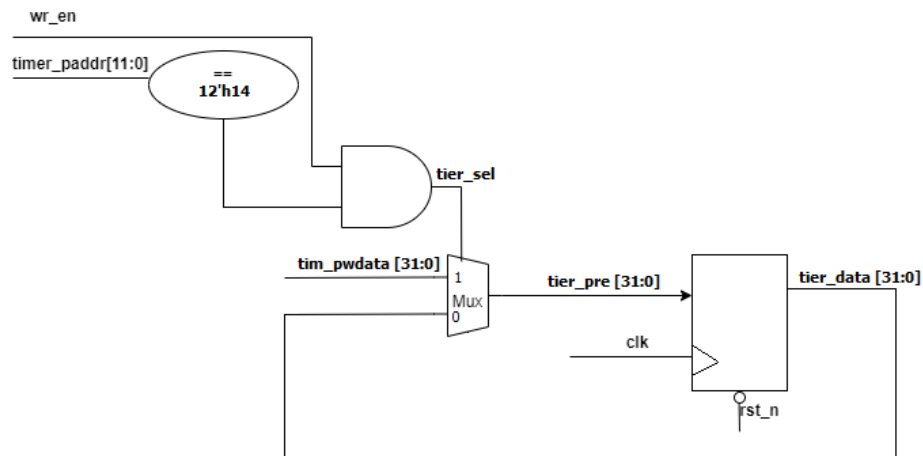 wr_en
timer_paddr[11:0]
==
12'h14
tier_sel
tim_pwdata [31:0]
1
Mux
0
tier_pre [31:0]
tier_data [31:0]
clk
rst_n